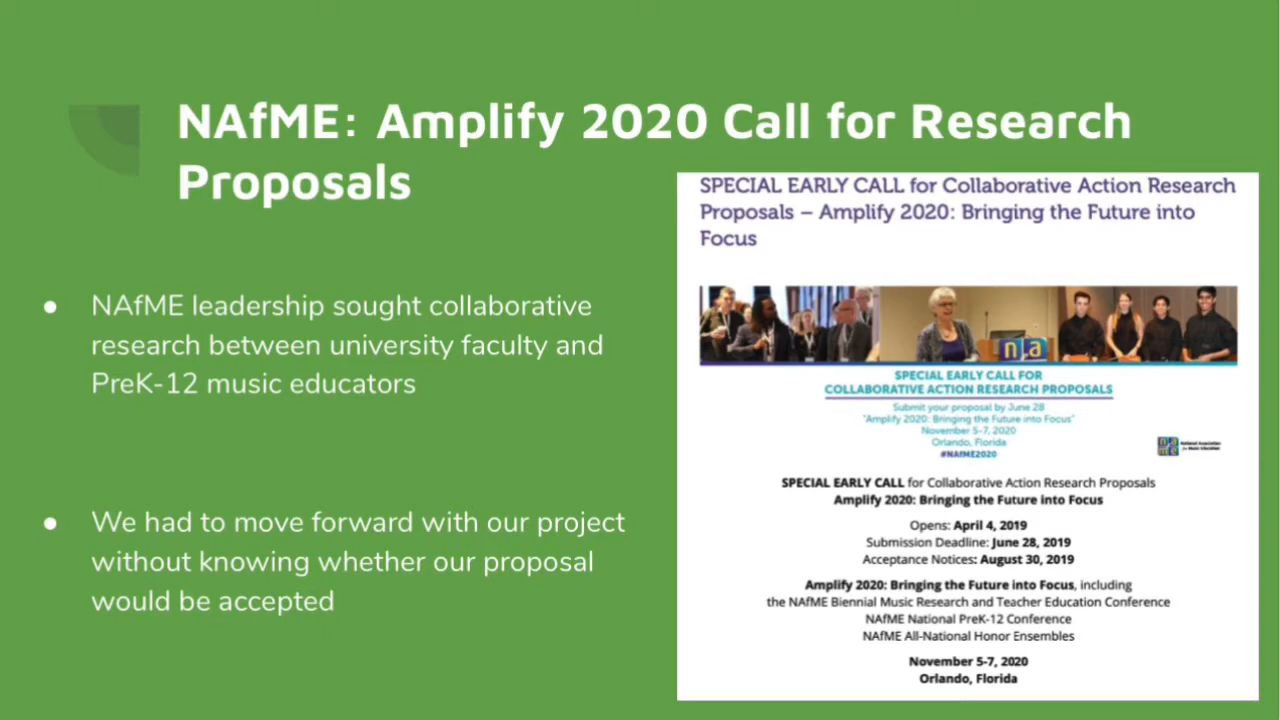 NAfME: Amplify 2020 Call for Research
Proposals
● NAfME leadership sought collaborative
research between university faculty and
PreK-12 music educators
● We had to move forward with our project
without knowing whether our proposal
would be accepted
SPECIAL EARLY CALL for Collaborative Action Research
Proposals – Amplify 2020: Bringing the Future into
Focus
SPECIAL EARLY CALL FOR
COLLABORATIVE ACTION RESEARCH PROPOSALS
Submit your proposal by June 28
"Amplify 2020: Bringing the Future into Focus"
November 5-7, 2020
Orlando, Florida
#NAfME2020
National Association
for Music Education
SPECIAL EARLY CALL for Collaborative Action Research Proposals
Amplify 2020: Bringing the Future into Focus
Opens: April 4, 2019
Submission Deadline: June 28, 2019
Acceptance Notices: August 30, 2019
Amplify 2020: Bringing the Future into Focus, including
the NAfME Biennial Music Research and Teacher Education Conference
NAfME National PreK-12 Conference
NAfME All-National Honor Ensembles
November 5-7, 2020
Orlando, Florida